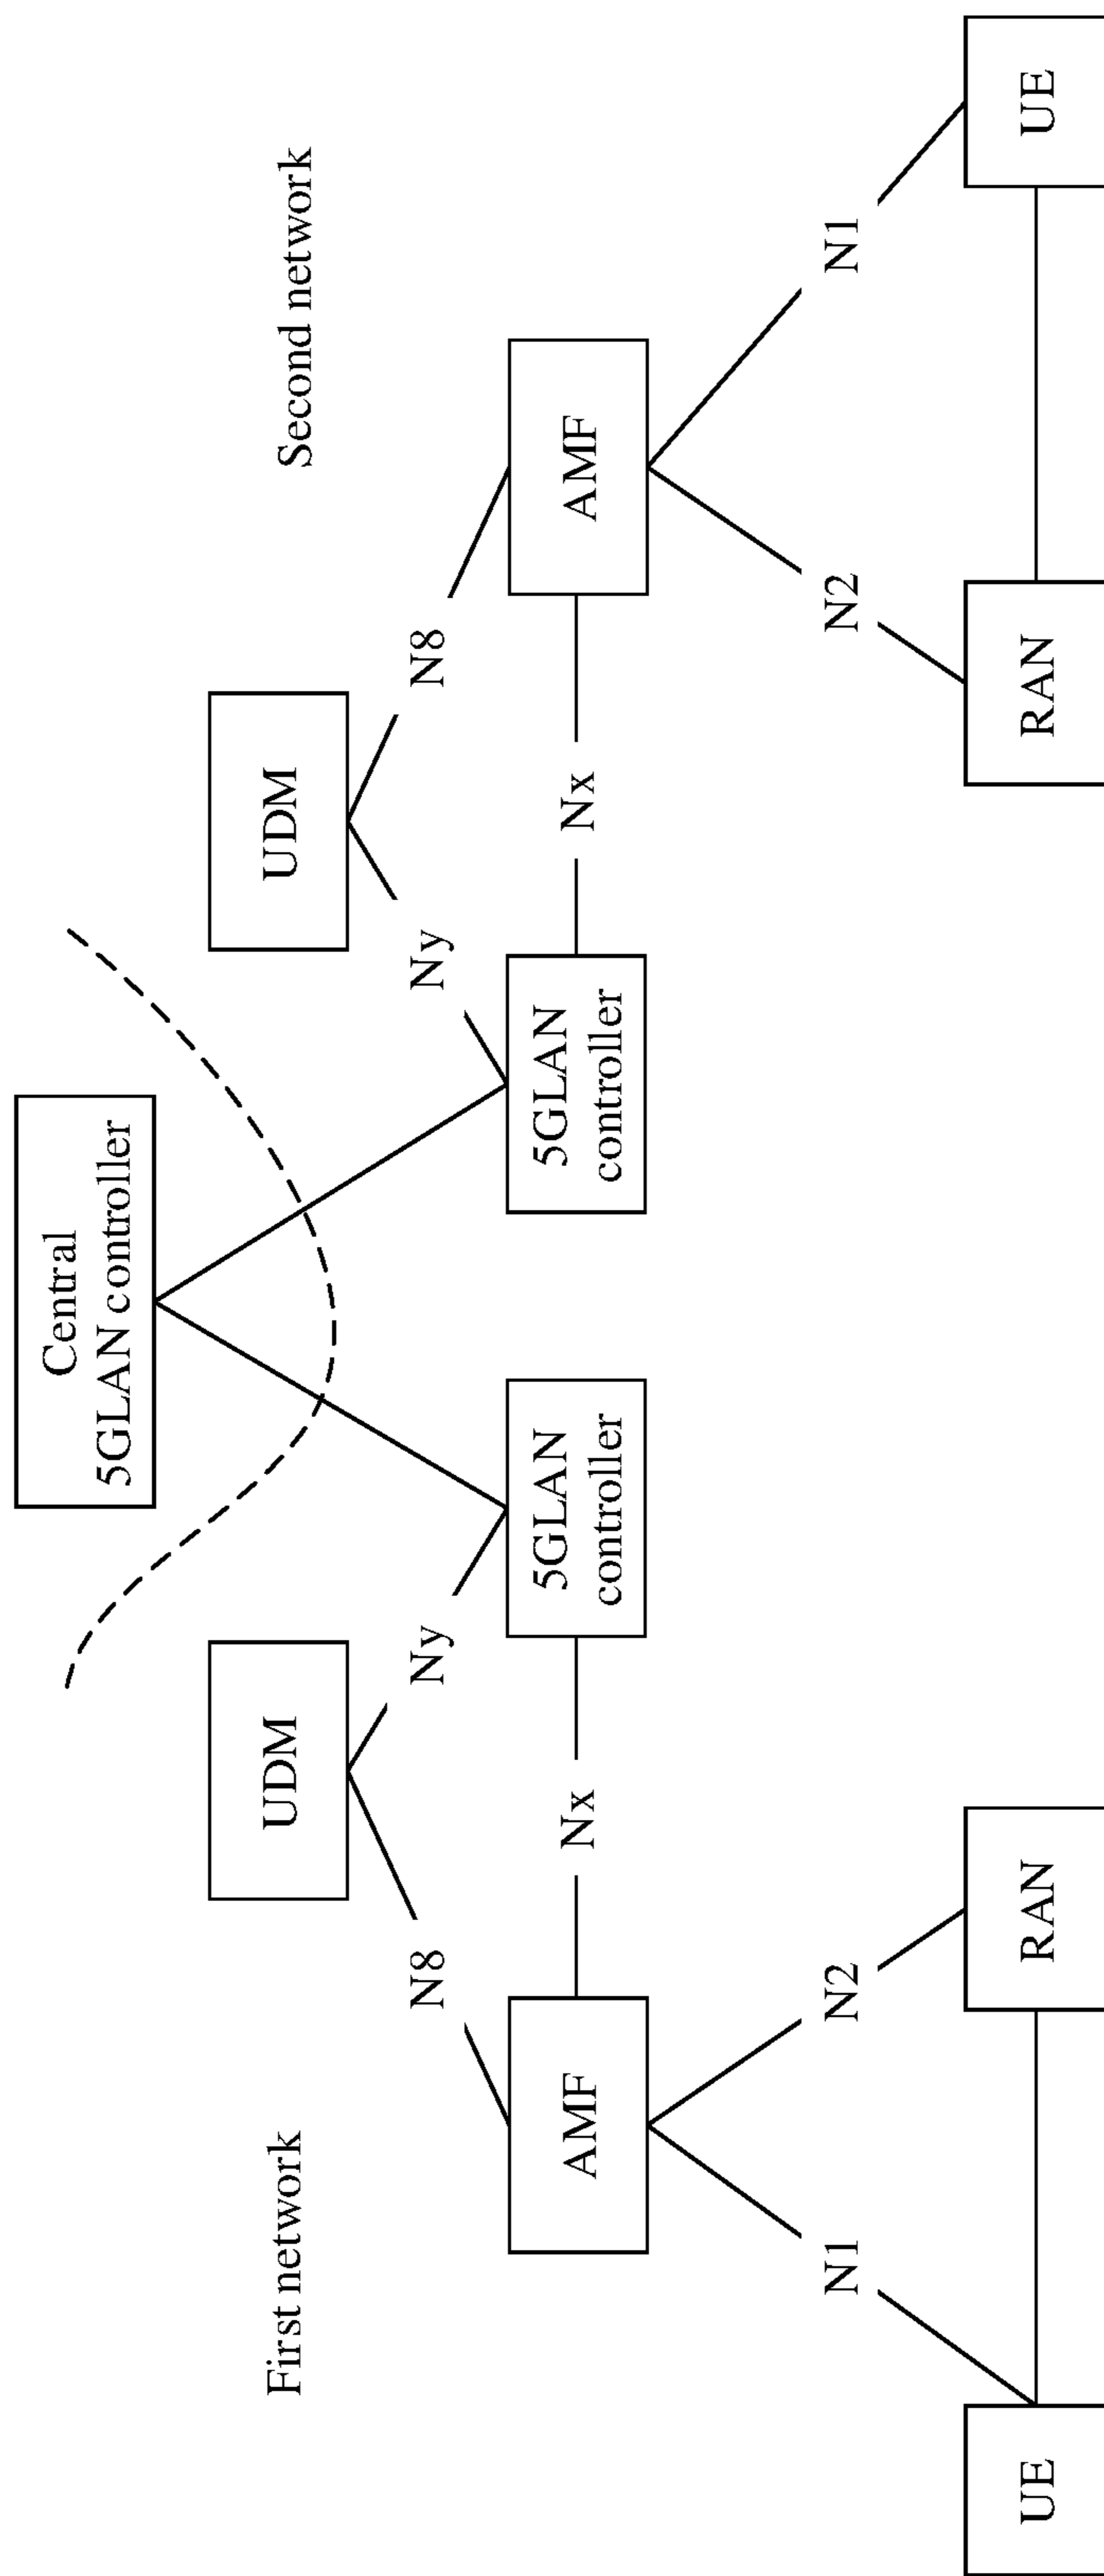 Central
5GLAN controller
First network
UDM
UDM
Second network
N8
Ny
Ny
N8
AMF
Nx
5GLAN
controller
5GLAN
controller
Nx
AMF
N1
N2
N2
N1
UE
RAN
RAN
UE